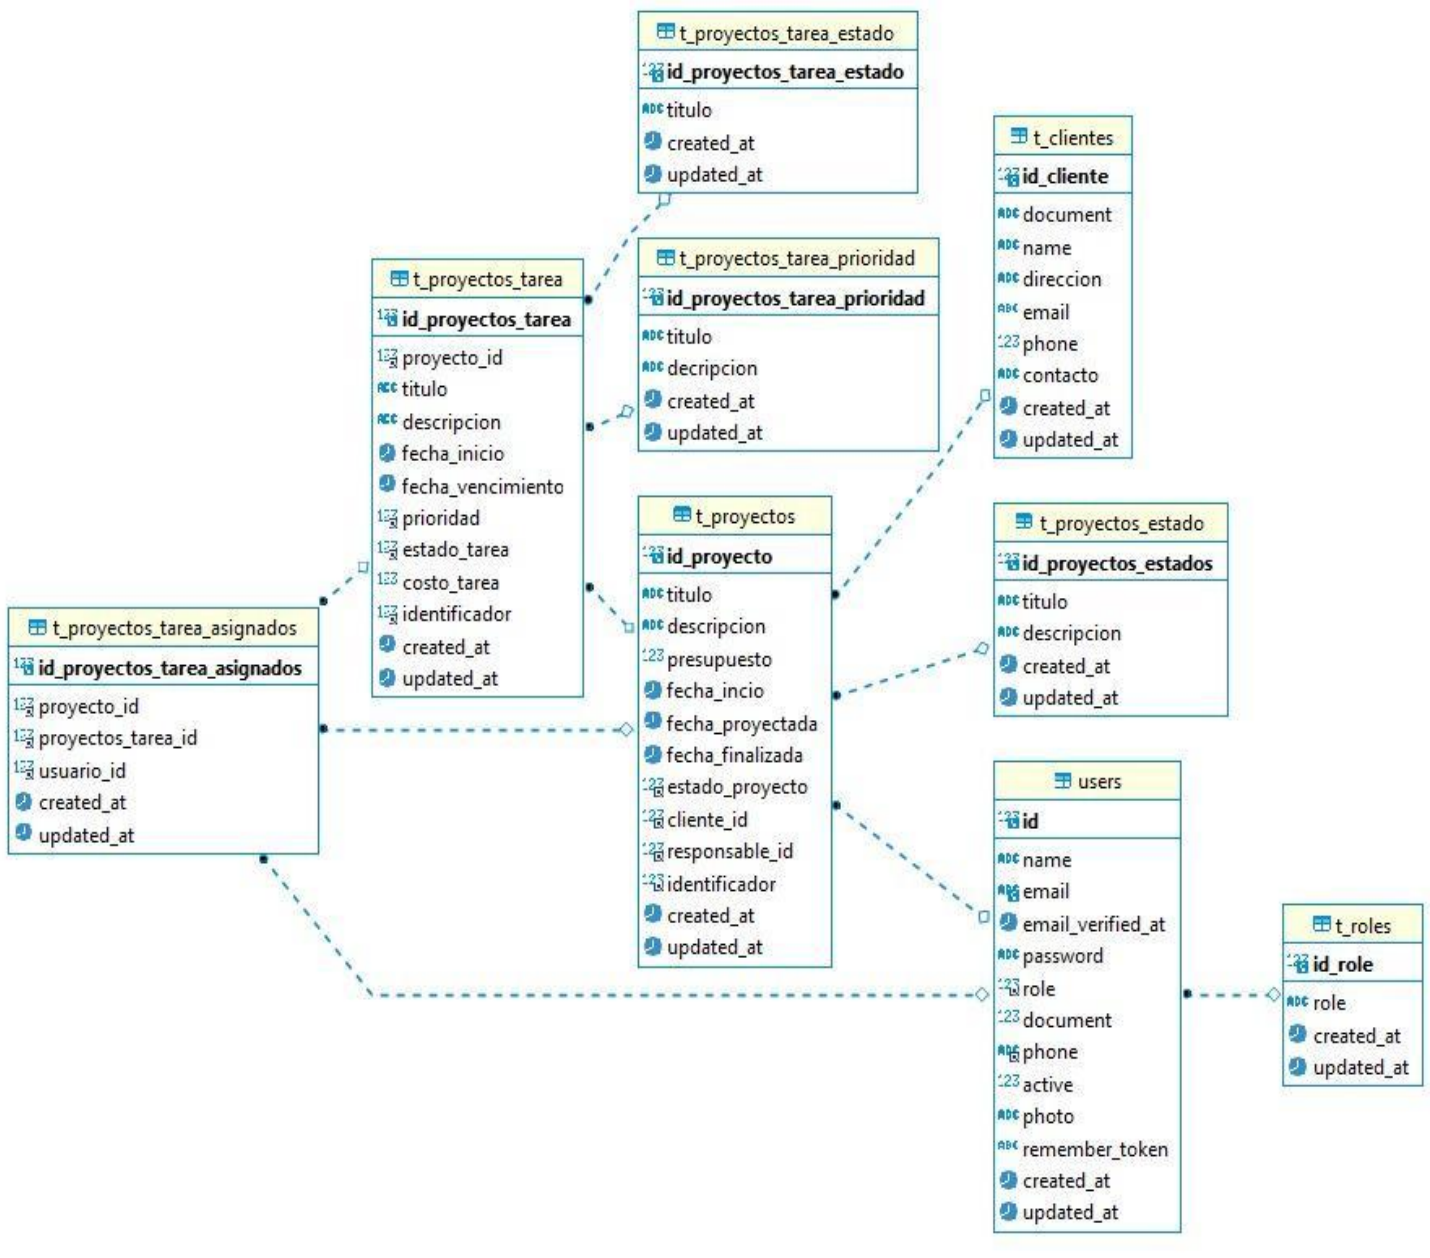 t_proyectos_tarea_estado
id_proyectos_tarea_estado
titulo
created_at
updated_at
t_clientes
id_cliente
document
name
direccion
email
phone
contacto
created_at
updated_at
t_proyectos_tarea_prioridad
id_proyectos_tarea_prioridad
titulo
decripcion
created_at
updated_at
t_proyectos_tarea
id_proyectos_tarea
proyecto_id
titulo
descripcion
fecha_inicio
fecha_vencimiento
prioridad
estado_tarea
costo_tarea
identificador
created_at
updated_at
t_proyectos
id_proyecto
titulo
descripcion
presupuesto
fecha_incio
fecha_proyectada
fecha_finalizada
estado_proyecto
cliente_id
responsable_id
identificador
created_at
updated_at
t_proyectos_estado
id_proyectos_estados
titulo
descripcion
created_at
updated_at
t_proyectos_tarea_asignados
id_proyectos_tarea_asignados
proyecto_id
proyectos_tarea_id
usuario_id
created_at
updated_at
users
id
name
email
email_verified_at
password
role
document
phone
active
photo
remember_token
created_at
updated_at
t_roles
id_role
role
created_at
updated_at